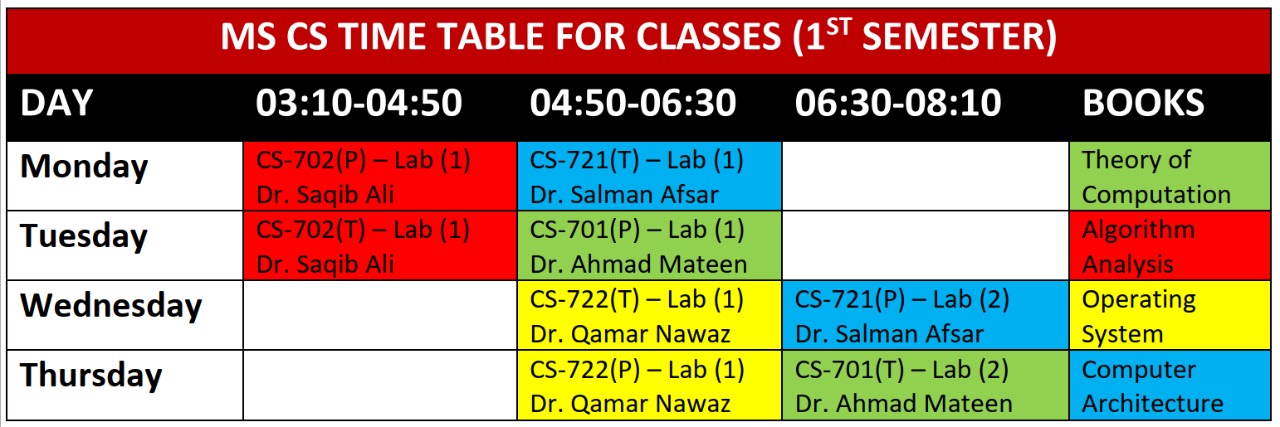 MS CS TIME TABLE FOR CLASSES (1ST SEMESTER)
DAY 03:10-04:50 04:50-06:30 06:30-08:10 BOOKS
Monday
CS-702(P) – Lab (1)
Dr. Saqib Ali
CS-721(T) – Lab (1)
Dr. Salman Afsar
Theory of
Computation
Tuesday
CS-702(T) – Lab (1)
Dr. Saqib Ali
CS-701(P) – Lab (1)
Dr. Ahmad Mateen
Algorithm
Analysis
Wednesday
CS-722(T) – Lab (1)
Dr. Qamar Nawaz
CS-721(P) – Lab (2)
Dr. Salman Afsar
Operating
System
Thursday
CS-722(P) – Lab (1)
Dr. Qamar Nawaz
CS-701(T) – Lab (2)
Dr. Ahmad Mateen
Computer
Architecture